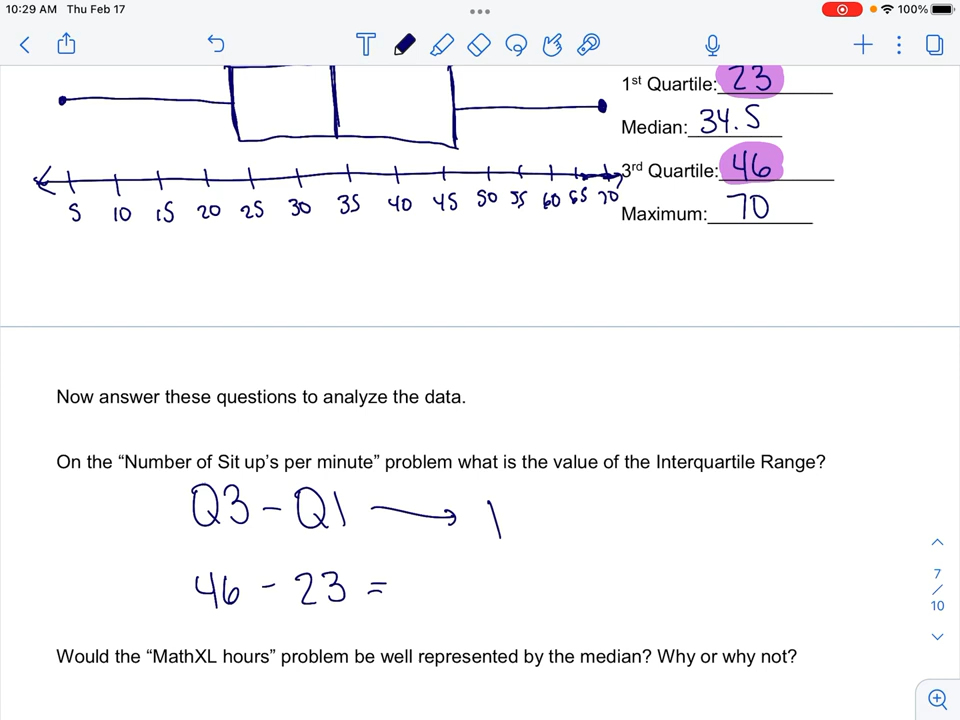 10:29 AM Thu Feb 17
100%
1st Quartile: 23
Median: 34.5
3rd Quartile: 46
Maximum: 70
5 10 15 20 25 30 35 40 45 50 55 60 65 70
Now answer these questions to analyze the data.
On the “Number of Sit up’s per minute” problem what is the value of the Interquartile Range?
Q3 - Q1 → I
46 - 23 =
Would the “MathXL hours” problem be well represented by the median? Why or why not?
7
/
10